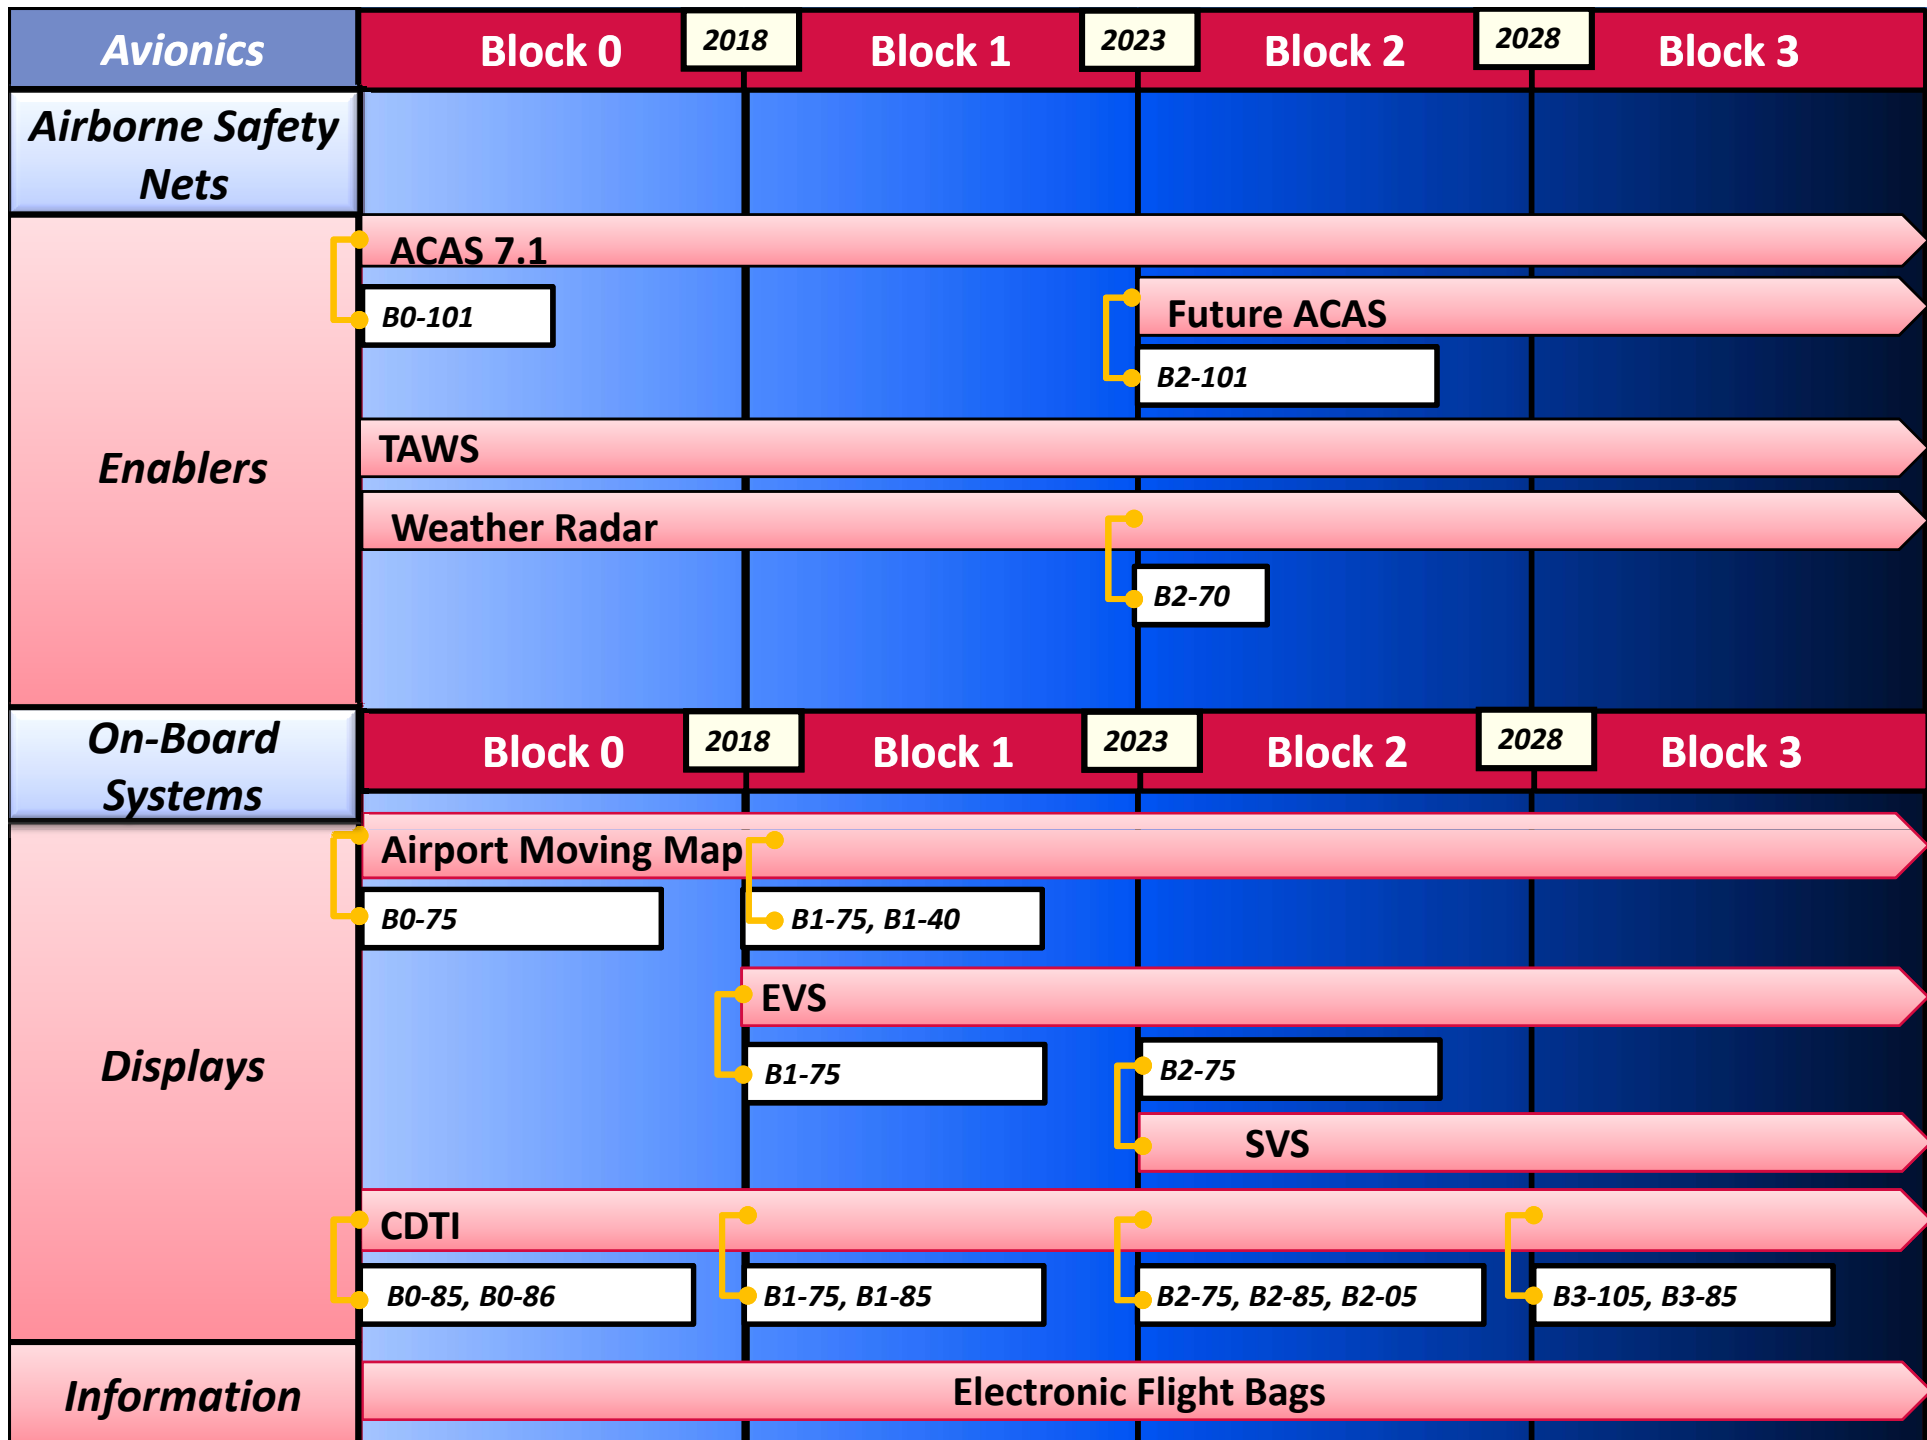 Avionics
Block 0
2018
Block 1
2023
Block 2
2028
Block 3
Airborne Safety
Nets
Enablers
ACAS 7.1
B0-101
Future ACAS
B2-101
TAWS
Weather Radar
B2-70
On-Board
Systems
Block 0
2018
Block 1
2023
Block 2
2028
Block 3
Displays
Airport Moving Map
B0-75
B1-75, B1-40
EVS
B1-75
B2-75
SVS
CDTI
B0-85, B0-86
B1-75, B1-85
B2-75, B2-85, B2-05
B3-105, B3-85
Information
Electronic Flight Bags